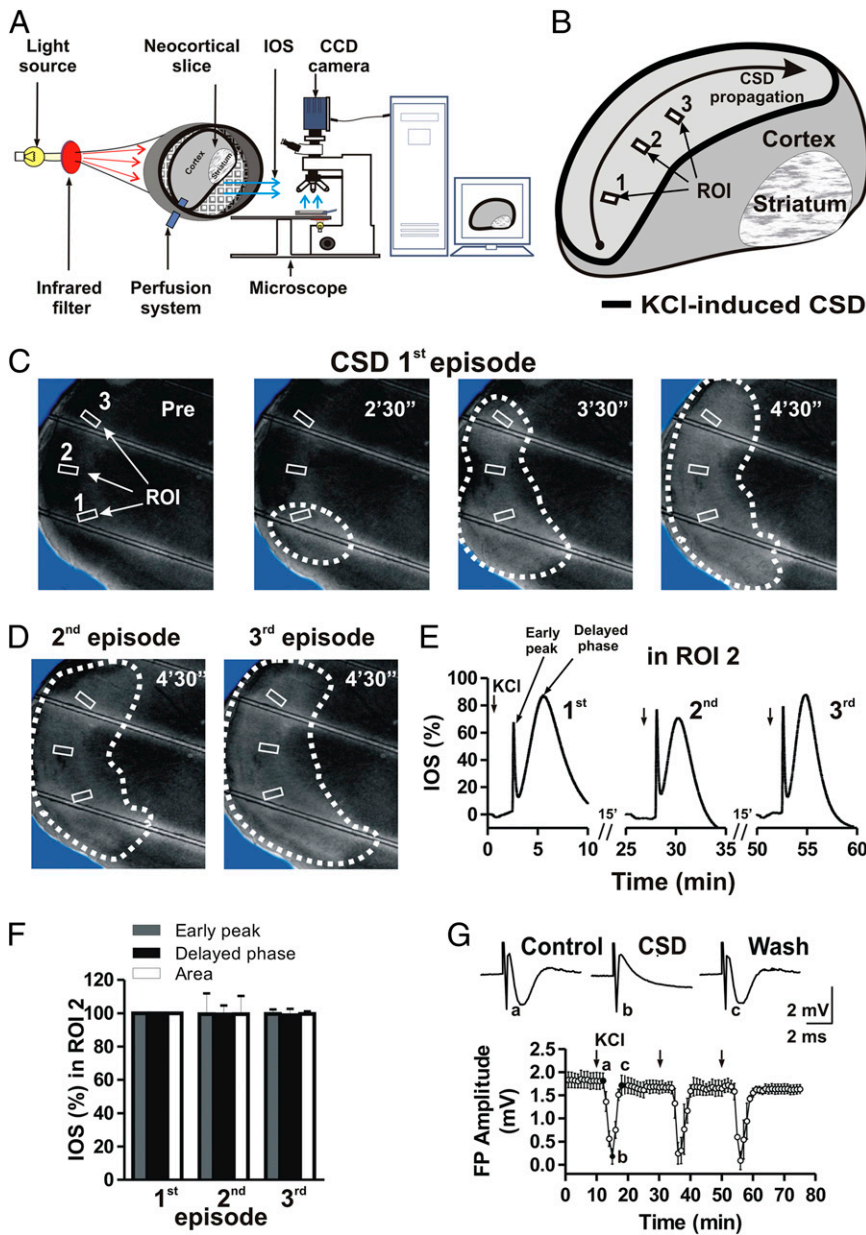 A
Light source
Neocortical slice
IOS
CCD camera
Cortex
Striatum
Infrared filter
Perfusion system
Microscope
B
CSD propagation
1
2
3
ROI
Cortex
Striatum
KCl-induced CSD
C
CSD 1st episode
3
Pre
2
ROI
1
2'30"
3'30"
4'30"
D
2nd episode
3rd episode
4'30"
4'30"
E
Early peak
Delayed phase
in ROI 2
KCl
1st
2nd
3rd
IOS (%)
100
80
60
40
20
0
15'
15'
0
5
10
25
30
35
50
55
60
Time (min)
F
Early peak
Delayed phase
Area
IOS (%) in ROI 2
120
100
80
60
40
20
0
1st
2nd
3rd
episode
G
Control
CSD
Wash
a
b
c
2 mV
2 ms
KCl
a
c
b
FP Amplitude (mV)
2.5
2.0
1.5
1.0
0.5
0.0
0
10
20
30
40
50
60
70
80
Time (min)